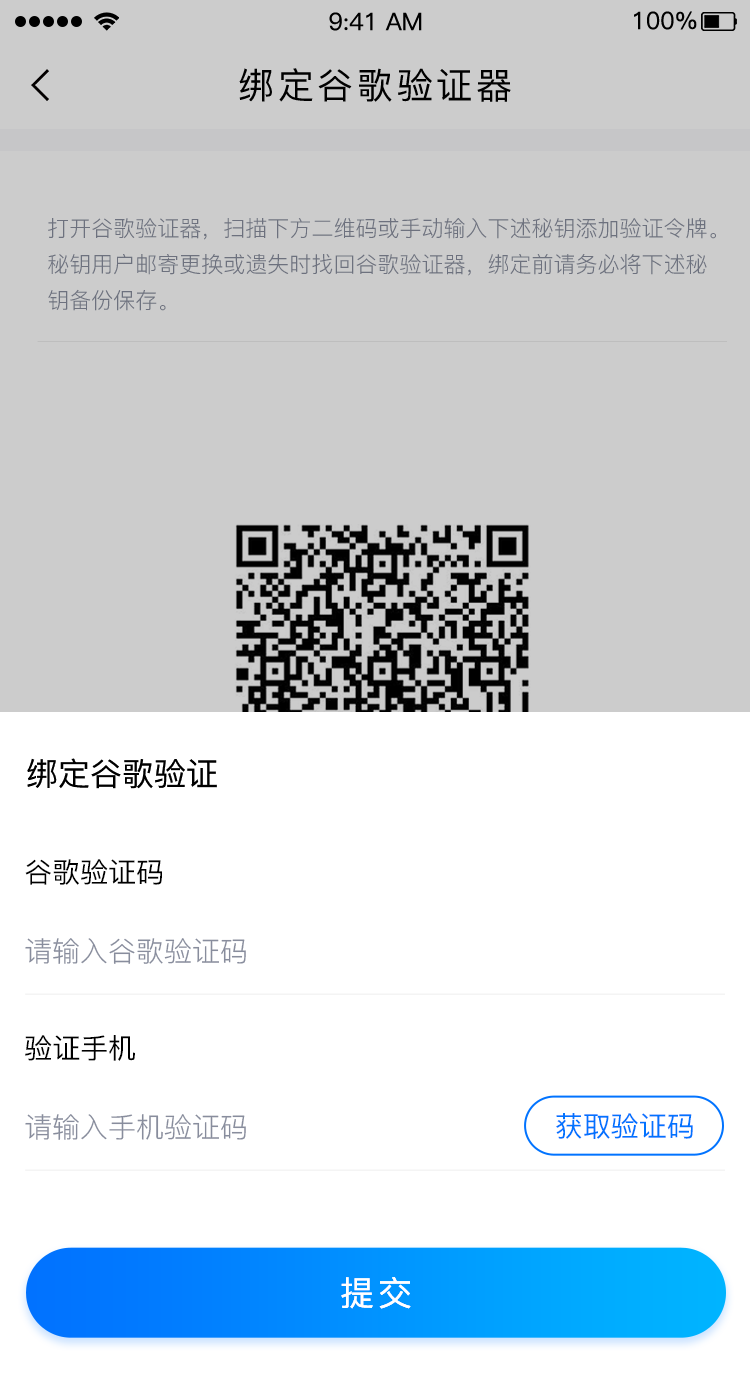 9:41 AM
100%
绑定谷歌验证器
打开谷歌验证器，扫描下方二维码或手动输入下述秘钥添加验证令牌。
秘钥用户邮寄更换或遗失时找回谷歌验证器，绑定前请务必将下述秘
钥备份保存。
绑定谷歌验证
谷歌验证码
请输入谷歌验证码
验证手机
请输入手机验证码
获取验证码
提交